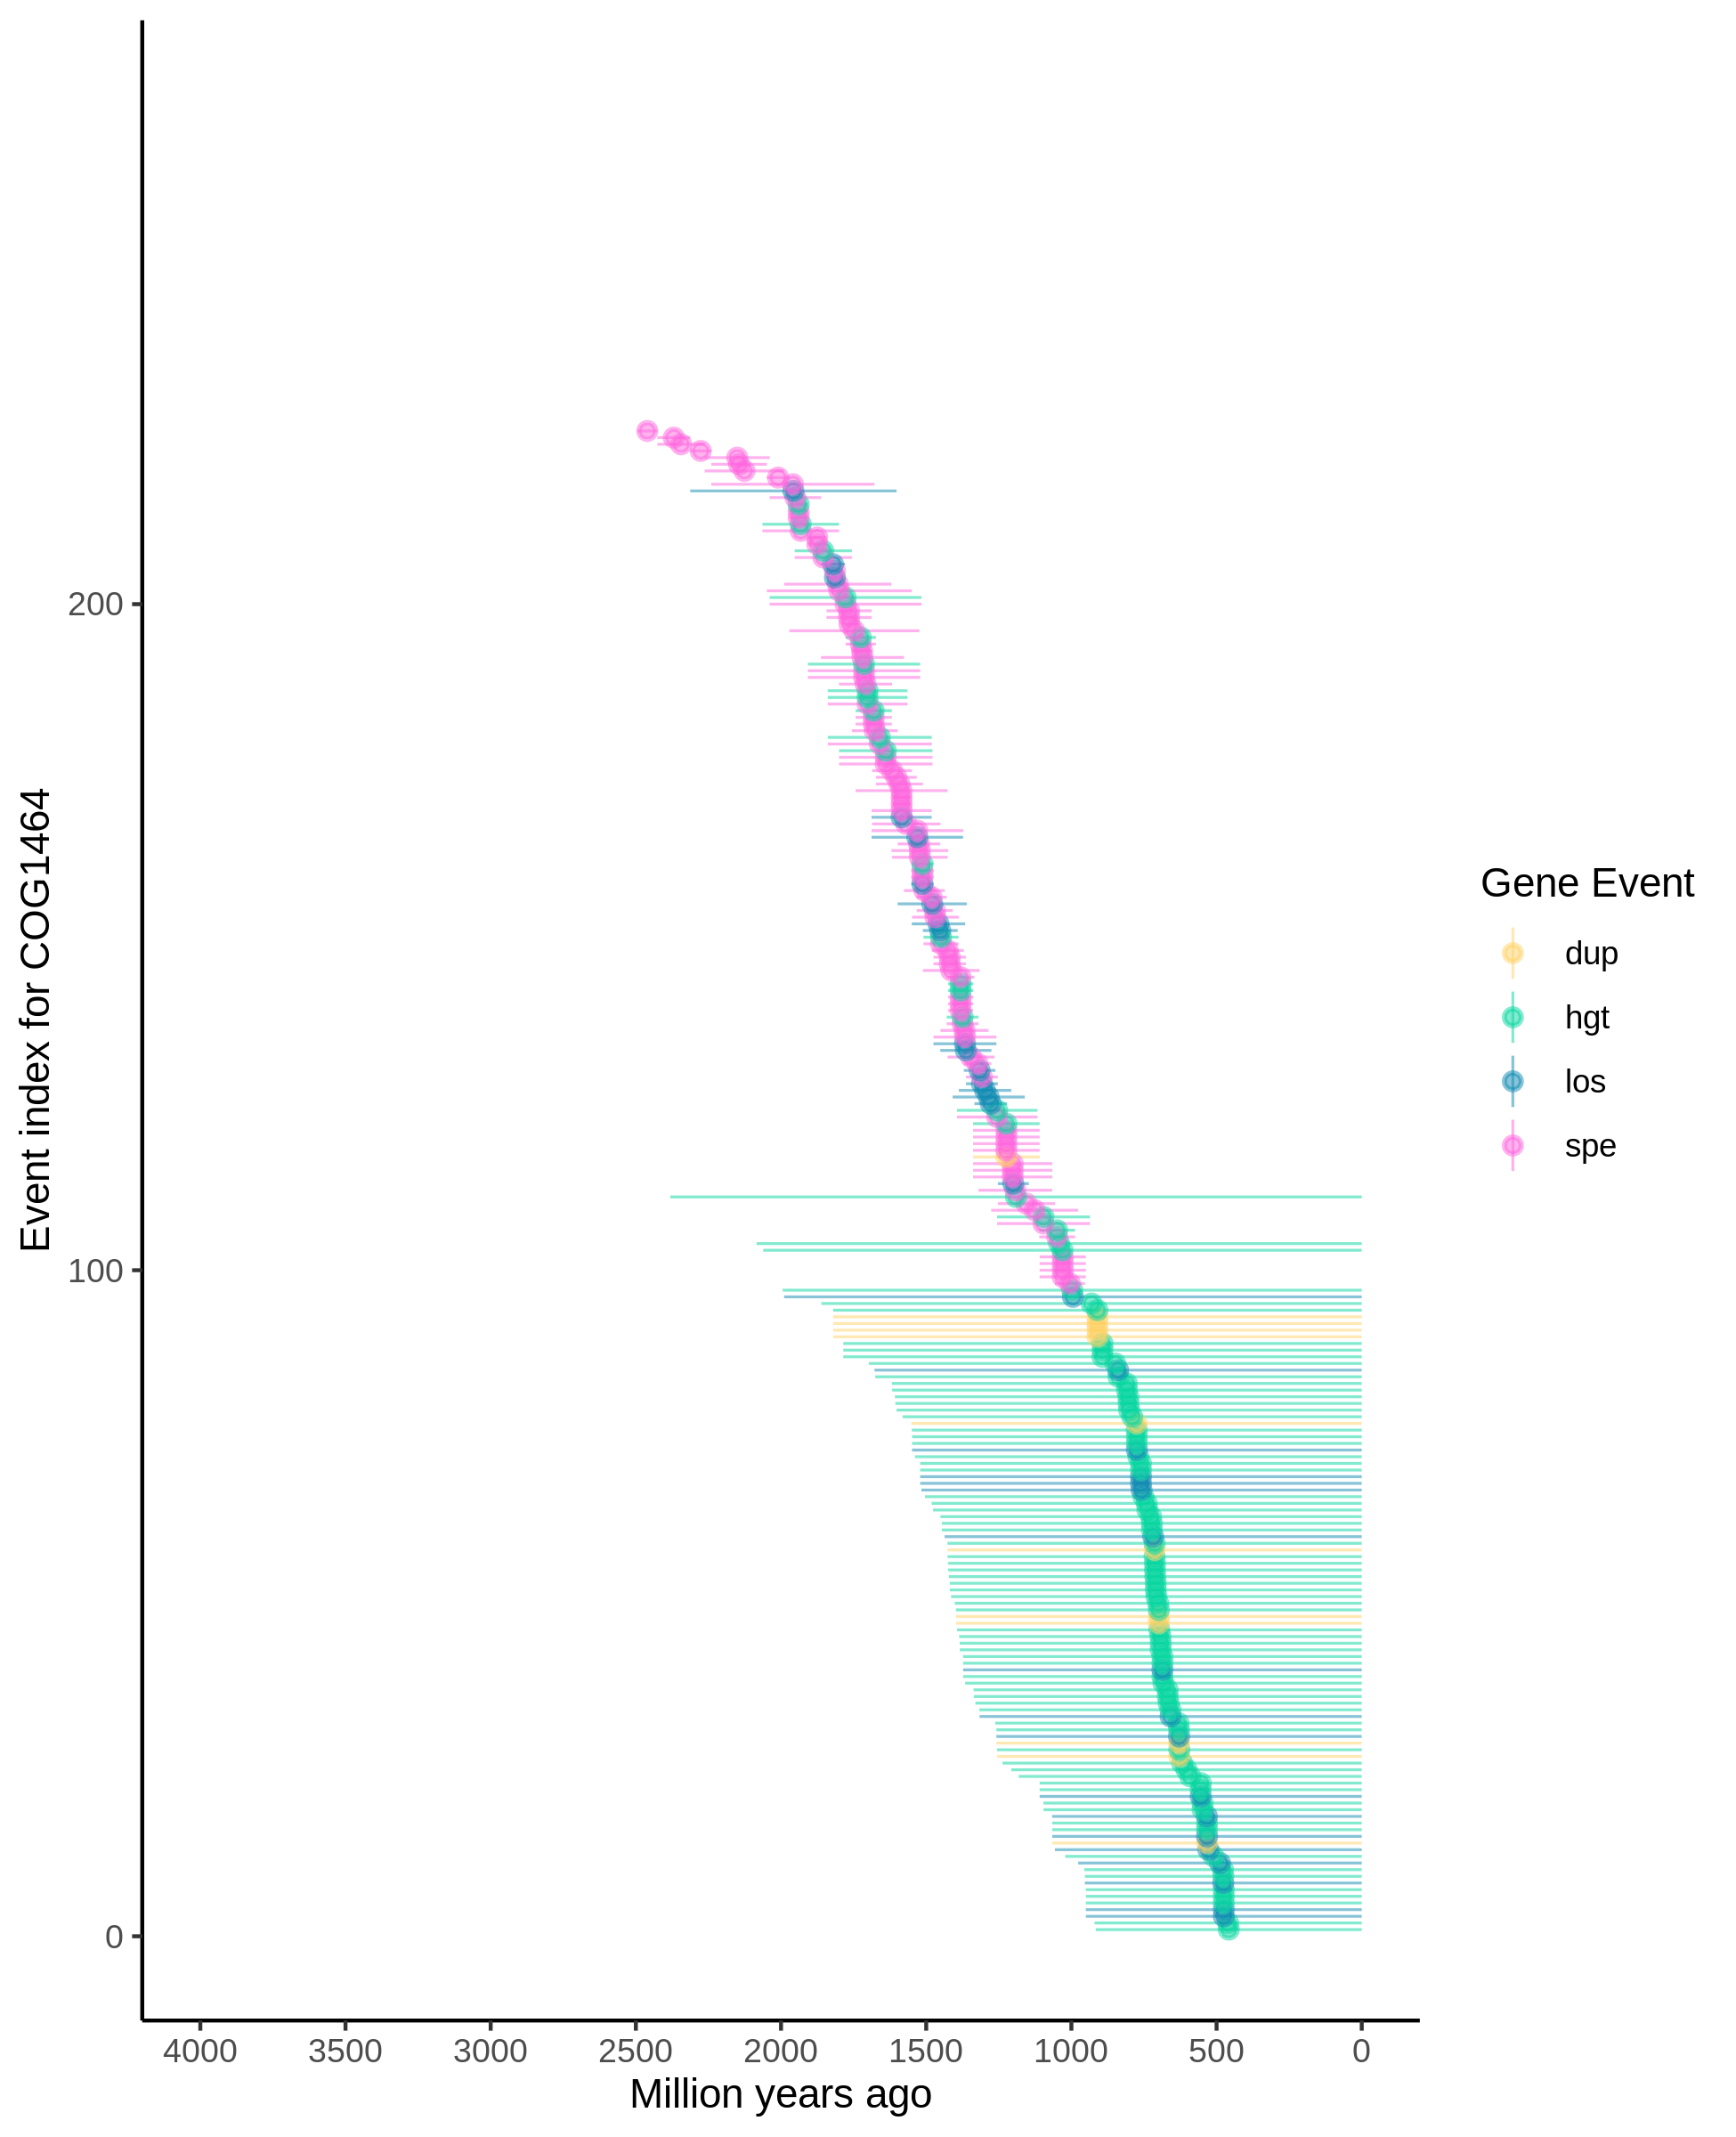 Event index for COG1464
200
100
0
4000 3500 3000 2500 2000 1500 1000 500 0
Million years ago
Gene Event
dup
hgt
los
spe